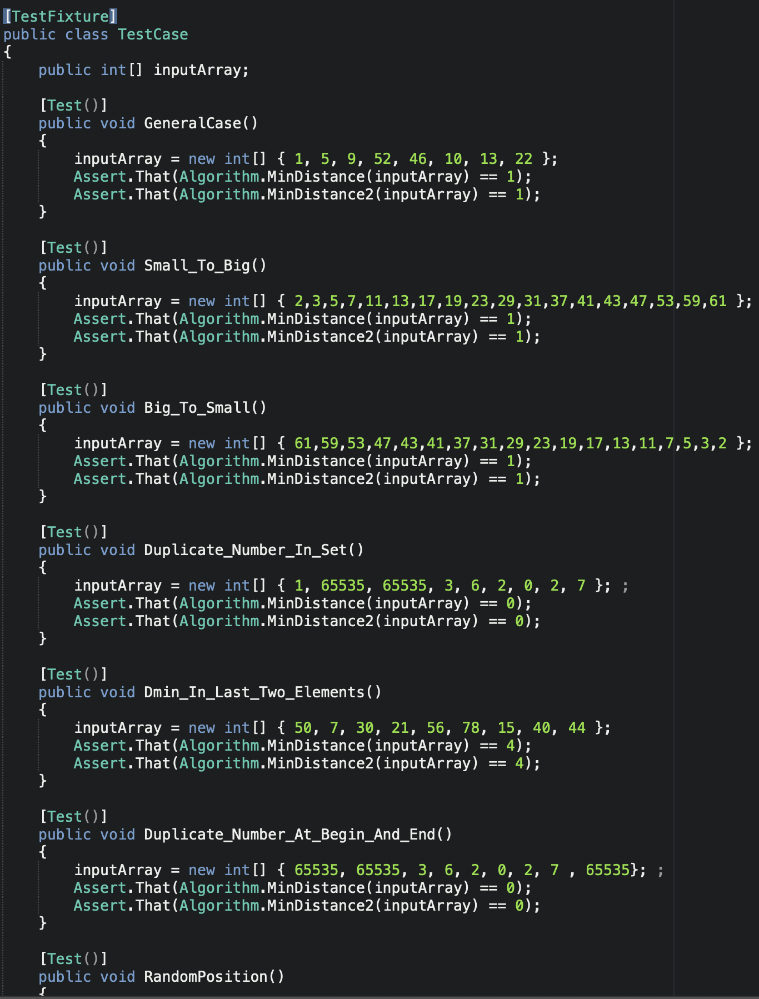 [TestFixture]
public class TestCase
{
    public int[] inputArray;

    [Test()]
    public void GeneralCase()
    {
        inputArray = new int[] { 1, 5, 9, 52, 46, 10, 13, 22 };
        Assert.That(Algorithm.MinDistance(inputArray) == 1);
        Assert.That(Algorithm.MinDistance2(inputArray) == 1);
    }

    [Test()]
    public void Small_To_Big()
    {
        inputArray = new int[] { 2,3,5,7,11,13,17,19,23,29,31,37,41,43,47,53,59,61 };
        Assert.That(Algorithm.MinDistance(inputArray) == 1);
        Assert.That(Algorithm.MinDistance2(inputArray) == 1);
    }

    [Test()]
    public void Big_To_Small()
    {
        inputArray = new int[] { 61,59,53,47,43,41,37,31,29,23,19,17,13,11,7,5,3,2 };
        Assert.That(Algorithm.MinDistance(inputArray) == 1);
        Assert.That(Algorithm.MinDistance2(inputArray) == 1);
    }

    [Test()]
    public void Duplicate_Number_In_Set()
    {
        inputArray = new int[] { 1, 65535, 65535, 3, 6, 2, 0, 2, 7 }; ;
        Assert.That(Algorithm.MinDistance(inputArray) == 0);
        Assert.That(Algorithm.MinDistance2(inputArray) == 0);
    }

    [Test()]
    public void Dmin_In_Last_Two_Elements()
    {
        inputArray = new int[] { 50, 7, 30, 21, 56, 78, 15, 40, 44 };
        Assert.That(Algorithm.MinDistance(inputArray) == 4);
        Assert.That(Algorithm.MinDistance2(inputArray) == 4);
    }

    [Test()]
    public void Duplicate_Number_At_Begin_And_End()
    {
        inputArray = new int[] { 65535, 65535, 3, 6, 2, 0, 2, 7 , 65535}; ;
        Assert.That(Algorithm.MinDistance(inputArray) == 0);
        Assert.That(Algorithm.MinDistance2(inputArray) == 0);
    }

    [Test()]
    public void RandomPosition()
    {